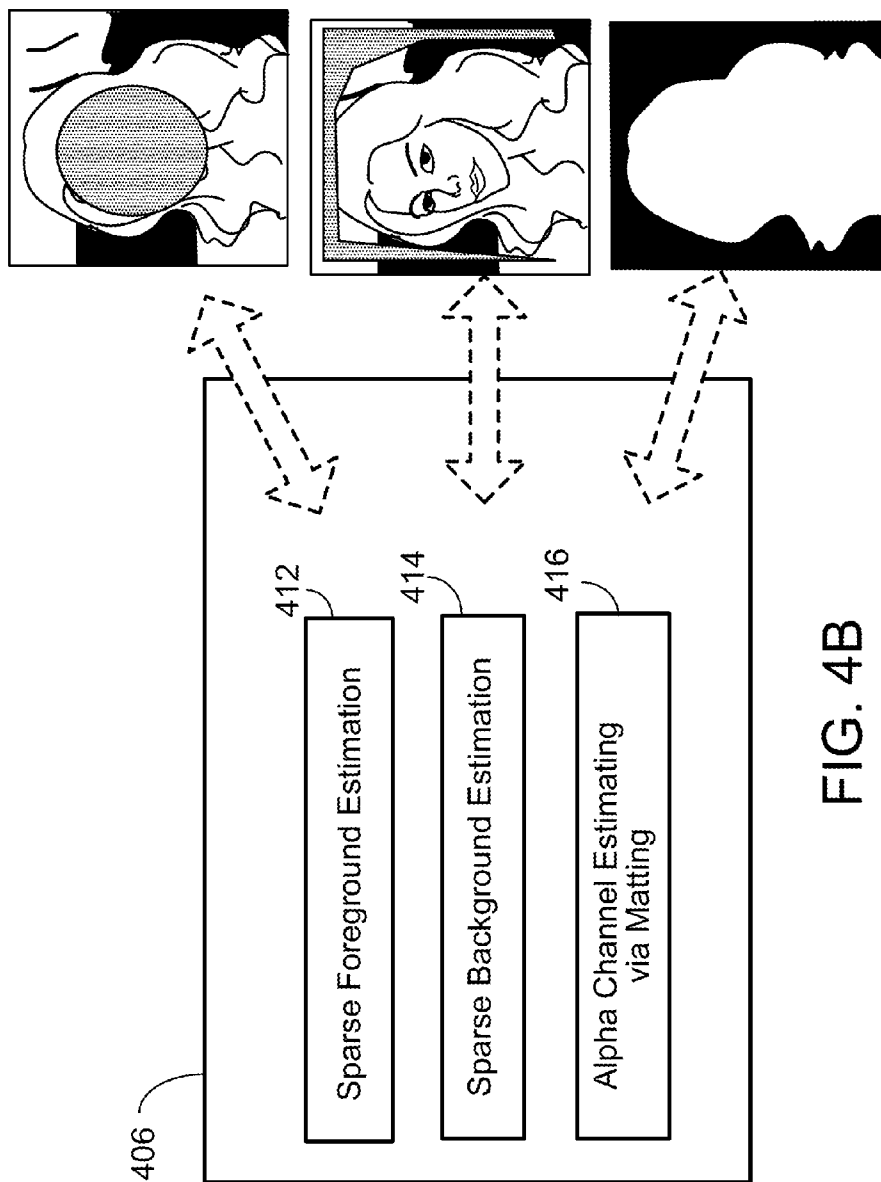 406
412
Sparse Foreground Estimation
414
Sparse Background Estimation
416
Alpha Channel Estimating
via Matting
FIG. 4B